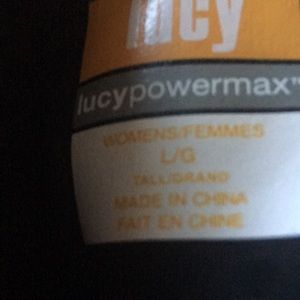 lucy
lucypowermax™
WOMENS/FEMMES
L/G
TALL/GRAND
MADE IN CHINA
FAIT EN CHINE